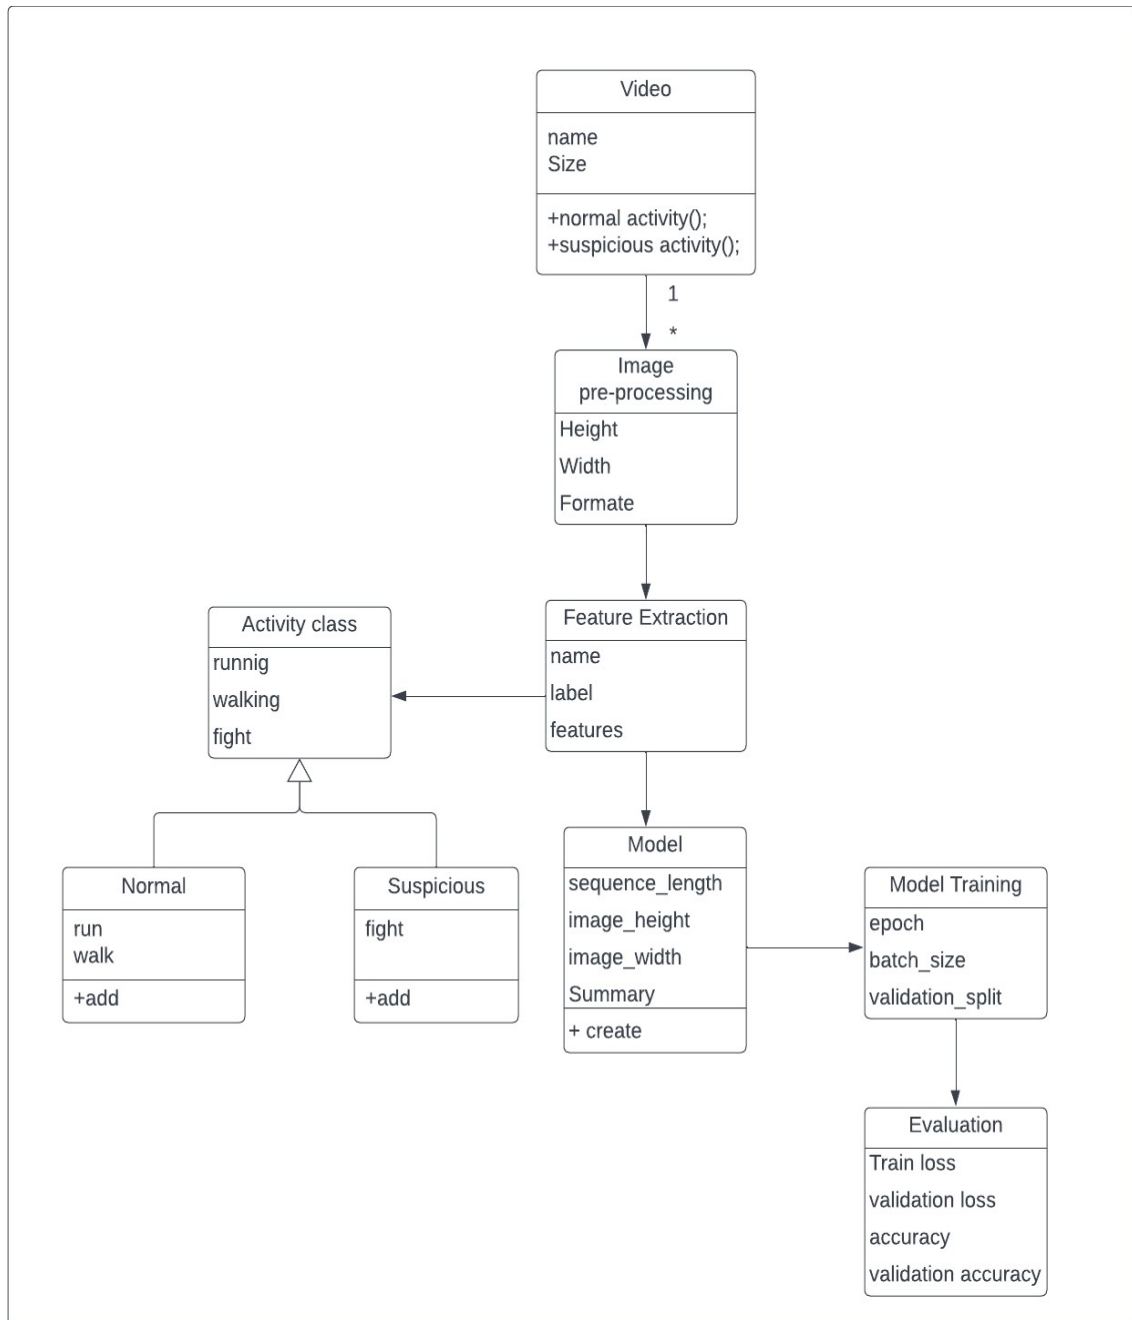 Video
name
Size
+normal activity();
+suspicious activity();
1
*
Image
pre-processing
Height
Width
Formate
Feature Extraction
name
label
features
Activity class
runnig
walking
fight
Normal
run
walk
+add
Suspicious
fight
+add
Model
sequence_length
image_height
image_width
Summary
+ create
Model Training
epoch
batch_size
validation_split
Evaluation
Train loss
validation loss
accuracy
validation accuracy